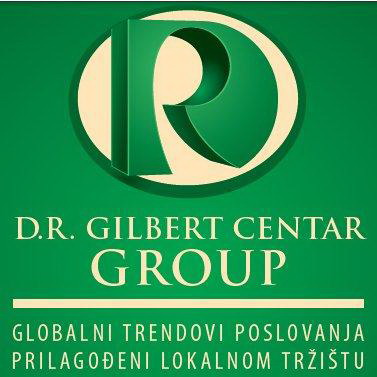 R
D.R. GILBERT CENTAR
GROUP
GLOBALNI TRENDOVI POSLOVANJA
PRILAGOĐENI LOKALNOM TRŽIŠTU